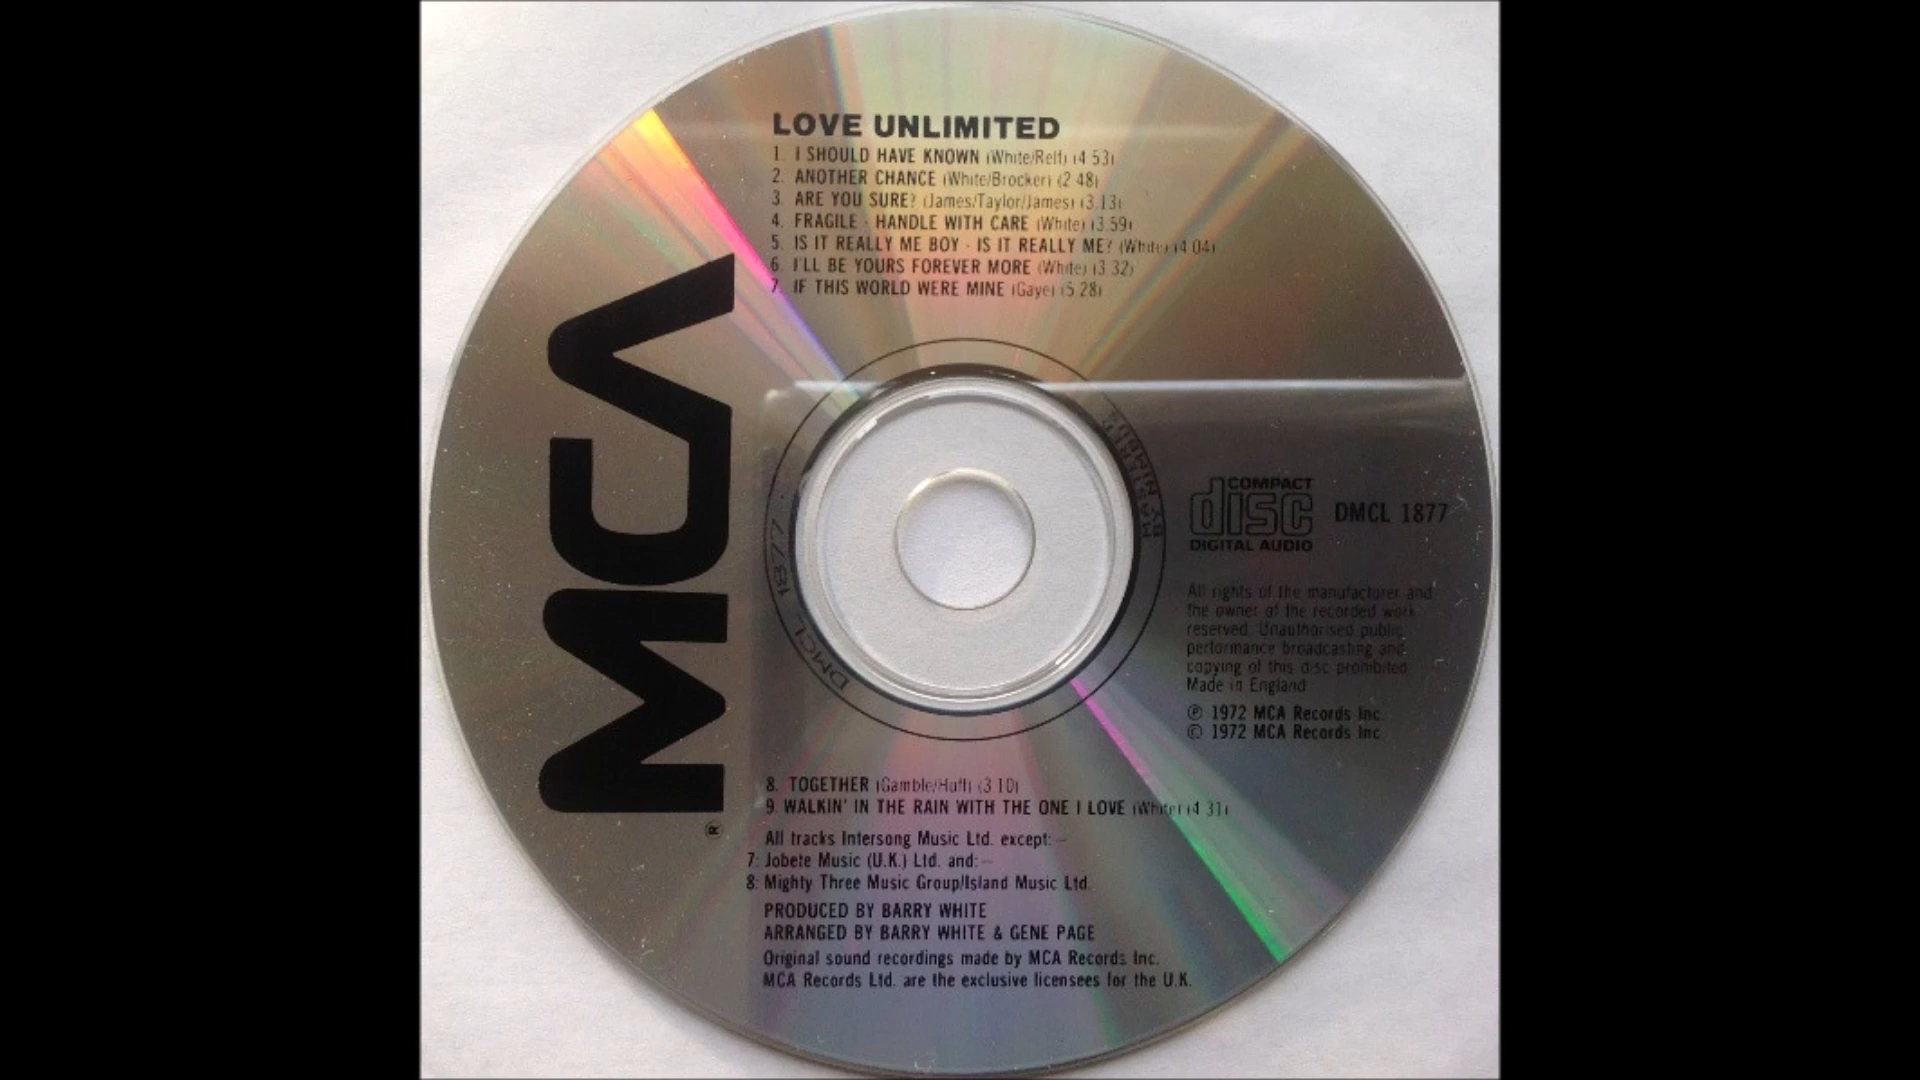 LOVE UNLIMITED
1. I SHOULD HAVE KNOWN (White/Relf) (4.53)
2. ANOTHER CHANCE (White/Brocker) (2.48)
3. ARE YOU SURE? (James/Taylor/James) (3.13)
4. FRAGILE - HANDLE WITH CARE (White) (3.59)
5. IS IT REALLY ME BOY - IS IT REALLY ME? (White) (4.04)
6. I'LL BE YOURS FOREVER MORE (White) (3.32)
7. IF THIS WORLD WERE MINE (Gaye) (5.28)
MCA
®
DMCL 1877
MASTERED
BY NIMBUS
COMPACT
disc
DIGITAL AUDIO
DMCL 1877
All rights of the manufacturer and
the owner of the recorded work
reserved. Unauthorised public
performance broadcasting and
copying of this disc prohibited.
Made in England
℗ 1972 MCA Records Inc.
© 1972 MCA Records Inc.
8. TOGETHER (Gamble/Huff) (3.10)
9. WALKIN' IN THE RAIN WITH THE ONE I LOVE (White) (4.31)
All tracks Intersong Music Ltd. except:—
7: Jobete Music (U.K.) Ltd. and:—
8: Mighty Three Music Group/Island Music Ltd.
PRODUCED BY BARRY WHITE
ARRANGED BY BARRY WHITE & GENE PAGE
Original sound recordings made by MCA Records Inc.
MCA Records Ltd. are the exclusive licensees for the U.K.